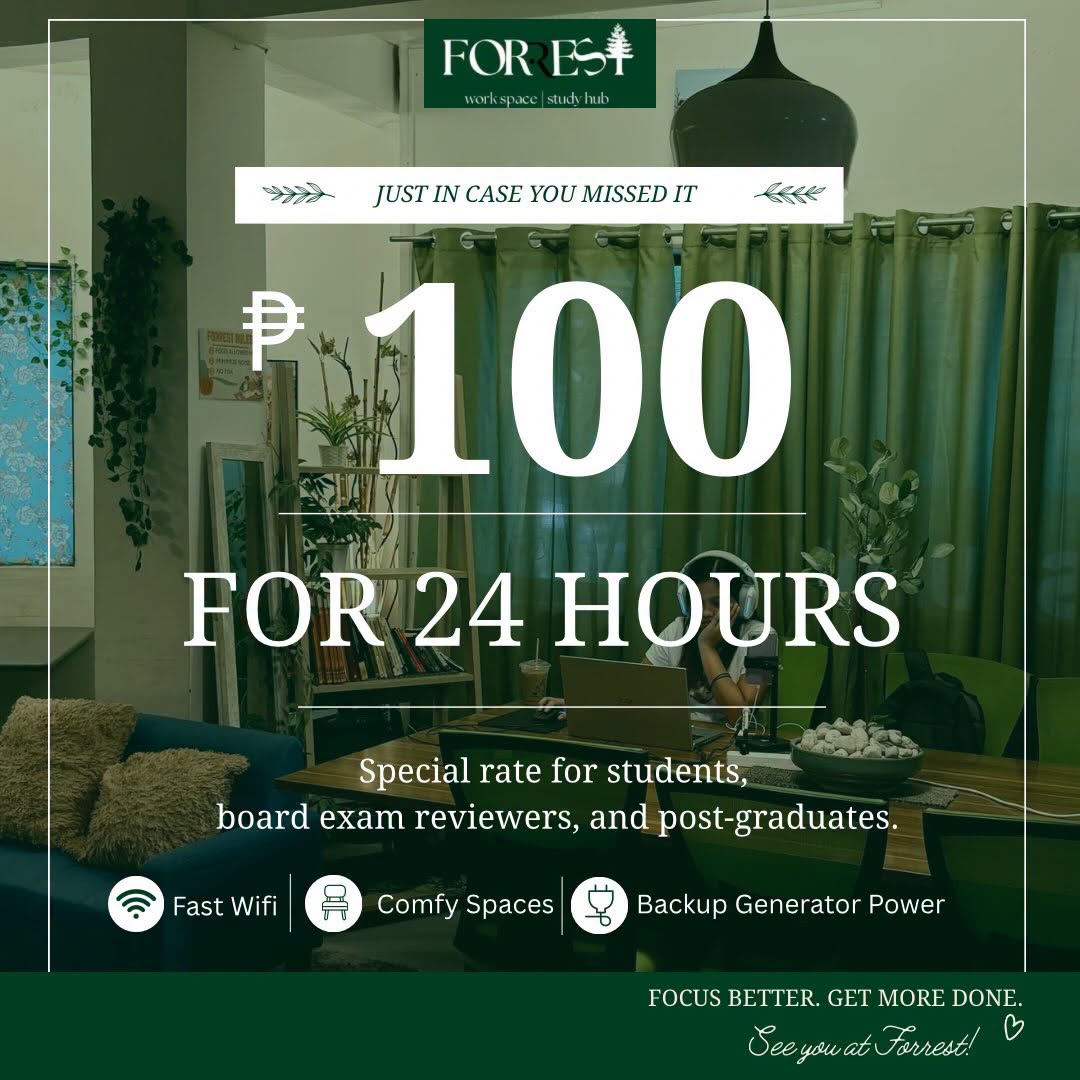 FORREST
work space | study hub
JUST IN CASE YOU MISSED IT
₱ 100
FOR 24 HOURS
Special rate for students,
board exam reviewers, and post-graduates.
Fast Wifi | Comfy Spaces | Backup Generator Power
FOCUS BETTER. GET MORE DONE.
See you at Forrest!